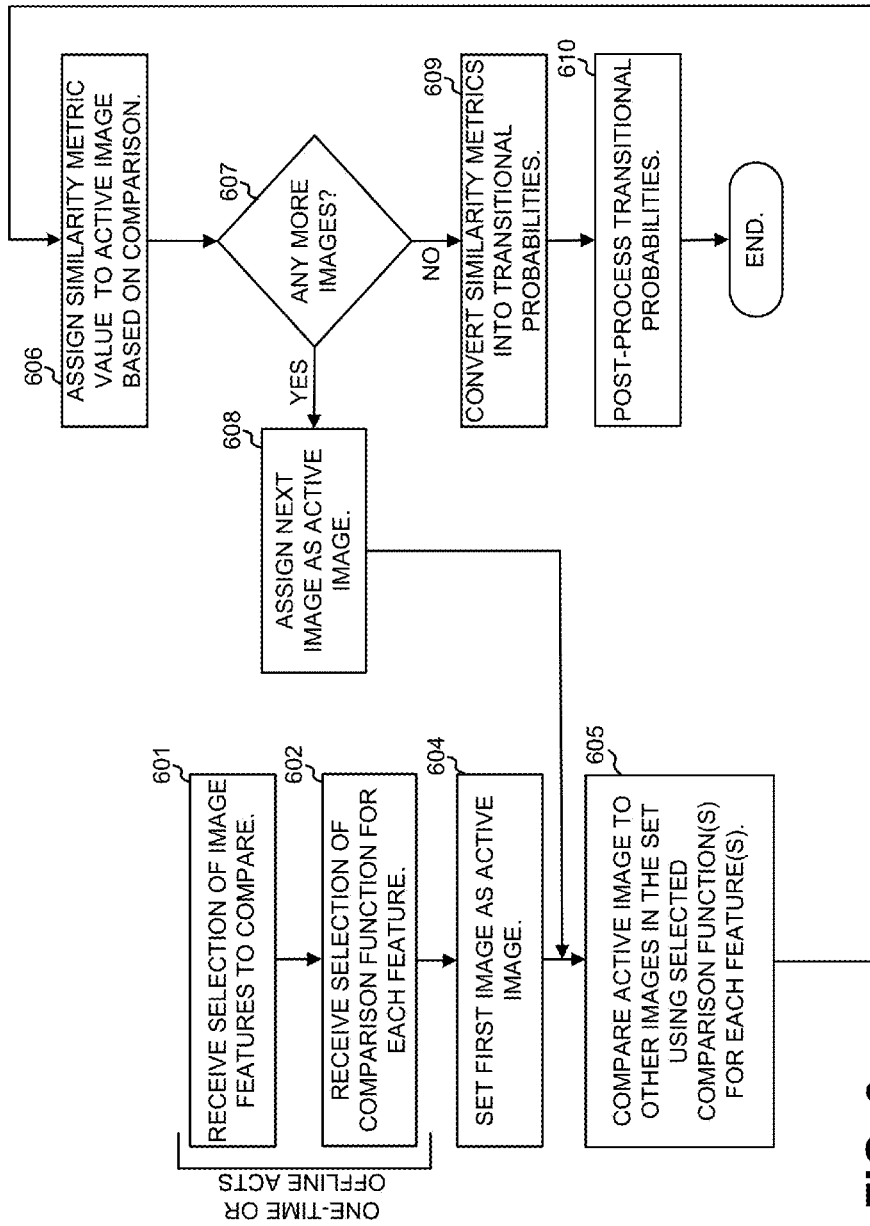 ONE-TIME OR
OFFLINE ACTS
601
RECEIVE SELECTION OF IMAGE
FEATURES TO COMPARE.
602
RECEIVE SELECTION OF
COMPARISON FUNCTION FOR
EACH FEATURE.
604
SET FIRST IMAGE AS ACTIVE
IMAGE.
605
COMPARE ACTIVE IMAGE TO
OTHER IMAGES IN THE SET
USING SELECTED
COMPARISON FUNCTION(S)
FOR EACH FEATURE(S).
606
ASSIGN SIMILARITY METRIC
VALUE TO ACTIVE IMAGE
BASED ON COMPARISON.
607
ANY MORE
IMAGES?
YES
NO
608
ASSIGN NEXT
IMAGE AS ACTIVE
IMAGE.
609
CONVERT SIMILARITY METRICS
INTO TRANSITIONAL
PROBABILITIES.
610
POST-PROCESS TRANSITIONAL
PROBABILITIES.
END.